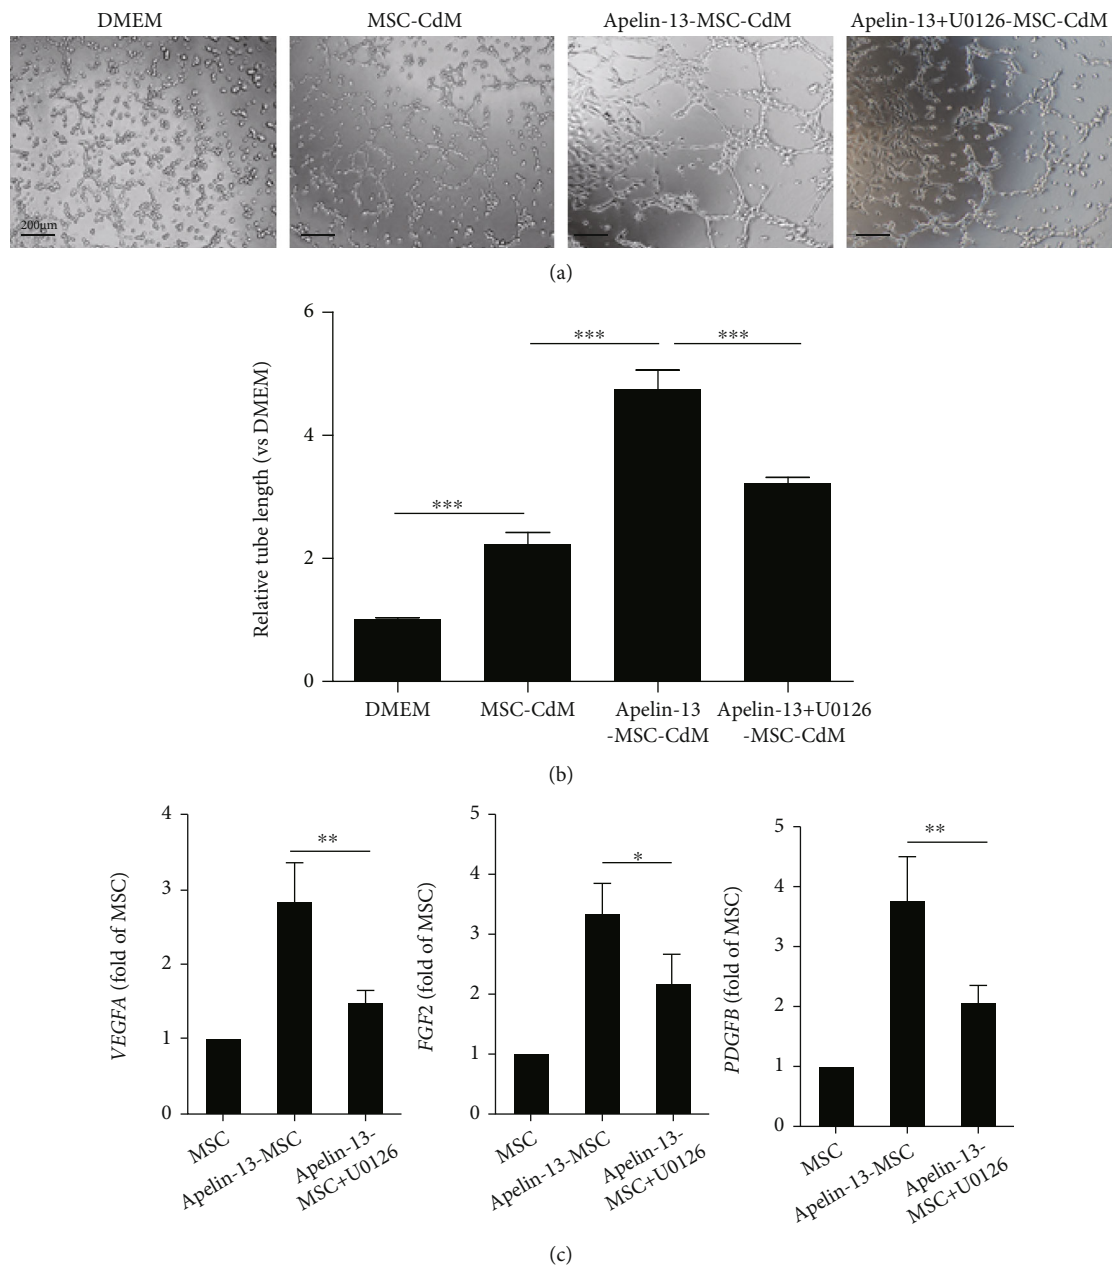 DMEM
MSC-CdM
Apelin-13-MSC-CdM
Apelin-13+U0126-MSC-CdM
200μm
(a)
Relative tube length (vs DMEM)
6
4
2
0
***
***
***
DMEM
MSC-CdM
Apelin-13
-MSC-CdM
Apelin-13+U0126
-MSC-CdM
(b)
VEGFA (fold of MSC)
4
3
2
1
0
**
MSC
Apelin-13-MSC
Apelin-13-
MSC+U0126
FGF2 (fold of MSC)
5
4
3
2
1
0
*
MSC
Apelin-13-MSC
Apelin-13-
MSC+U0126
PDGFB (fold of MSC)
5
4
3
2
1
0
**
MSC
Apelin-13-MSC
Apelin-13-
MSC+U0126
(c)